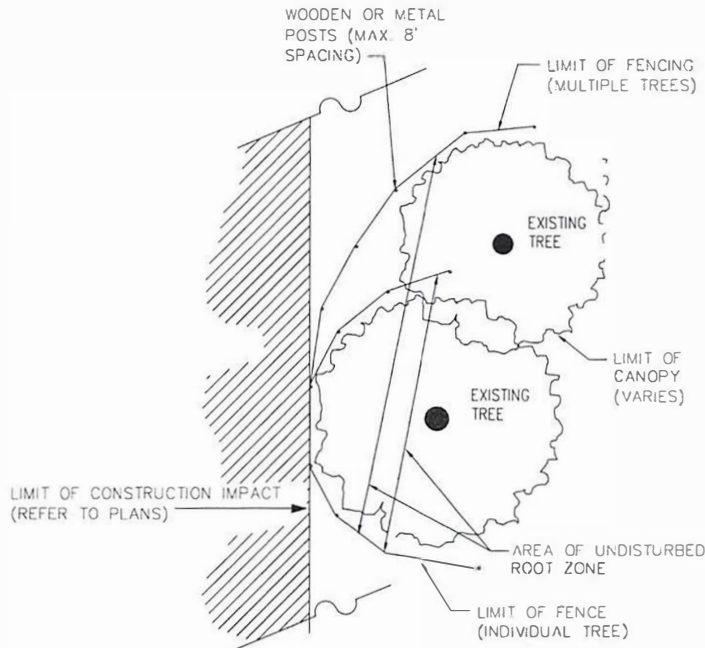 WOODEN OR METAL
POSTS (MAX. 8'
SPACING)
LIMIT OF FENCING
(MULTIPLE TREES)
EXISTING
TREE
LIMIT OF
CANOPY
(VARIES)
EXISTING
TREE
LIMIT OF CONSTRUCTION IMPACT
(REFER TO PLANS)
AREA OF UNDISTURBED
ROOT ZONE
LIMIT OF FENCE
(INDIVIDUAL TREE)